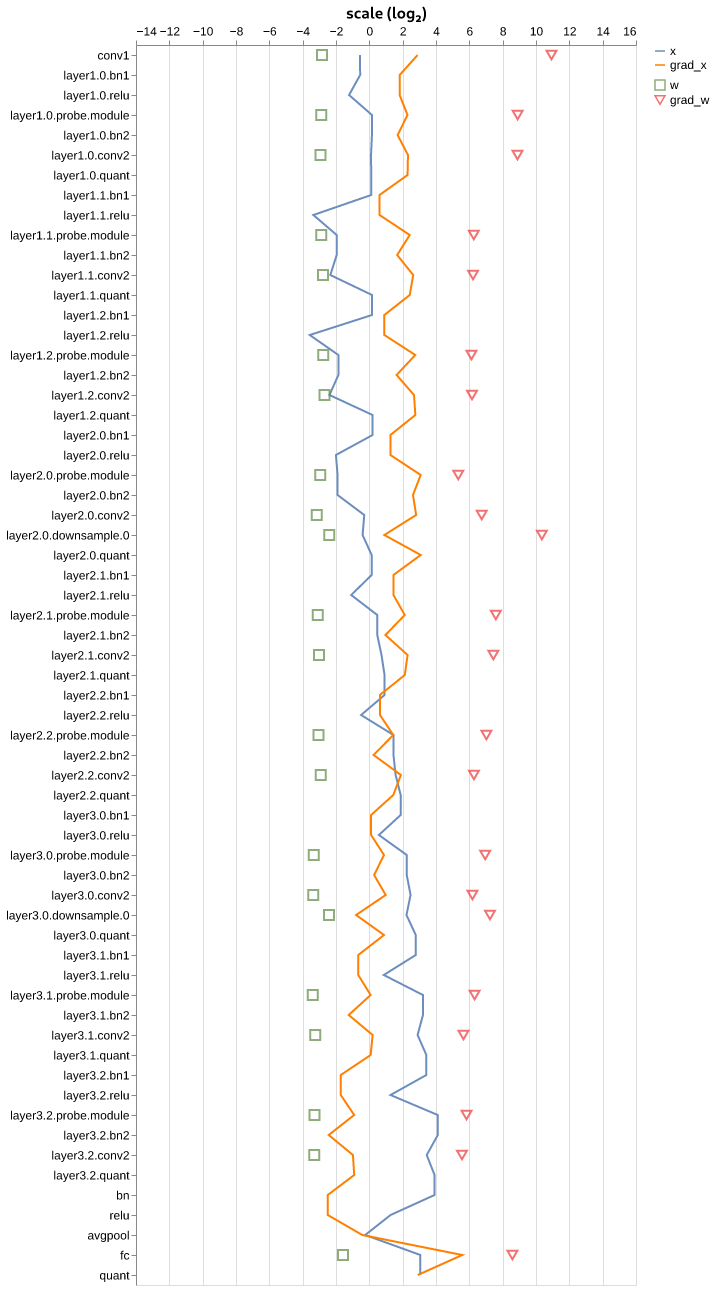 scale (log₂)
−14 −12 −10 −8 −6 −4 −2 0 2 4 6 8 10 12 14 16
x
grad_x
w
grad_w
conv1
layer1.0.bn1
layer1.0.relu
layer1.0.probe.module
layer1.0.bn2
layer1.0.conv2
layer1.0.quant
layer1.1.bn1
layer1.1.relu
layer1.1.probe.module
layer1.1.bn2
layer1.1.conv2
layer1.1.quant
layer1.2.bn1
layer1.2.relu
layer1.2.probe.module
layer1.2.bn2
layer1.2.conv2
layer1.2.quant
layer2.0.bn1
layer2.0.relu
layer2.0.probe.module
layer2.0.bn2
layer2.0.conv2
layer2.0.downsample.0
layer2.0.quant
layer2.1.bn1
layer2.1.relu
layer2.1.probe.module
layer2.1.bn2
layer2.1.conv2
layer2.1.quant
layer2.2.bn1
layer2.2.relu
layer2.2.probe.module
layer2.2.bn2
layer2.2.conv2
layer2.2.quant
layer3.0.bn1
layer3.0.relu
layer3.0.probe.module
layer3.0.bn2
layer3.0.conv2
layer3.0.downsample.0
layer3.0.quant
layer3.1.bn1
layer3.1.relu
layer3.1.probe.module
layer3.1.bn2
layer3.1.conv2
layer3.1.quant
layer3.2.bn1
layer3.2.relu
layer3.2.probe.module
layer3.2.bn2
layer3.2.conv2
layer3.2.quant
bn
relu
avgpool
fc
quant